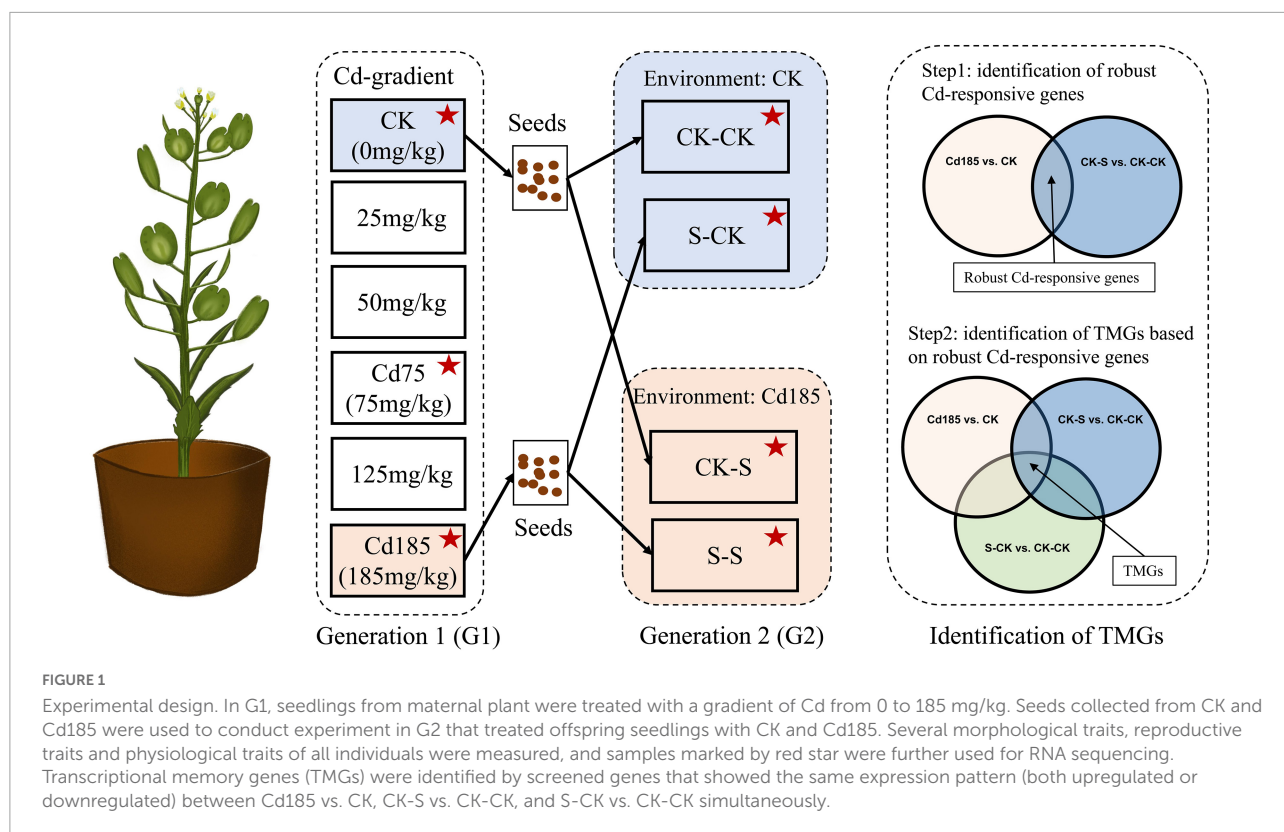 Cd-gradient
CK
(0mg/kg)
25mg/kg
50mg/kg
Cd75
(75mg/kg)
125mg/kg
Cd185
(185mg/kg)
Generation 1 (G1)
Seeds
Seeds
Environment: CK
CK-CK
S-CK
Environment: Cd185
CK-S
S-S
Generation 2 (G2)
Step1: identification of robust
Cd-responsive genes
Cd185 vs. CK
CK-S vs. CK-CK
Robust Cd-responsive genes
Step2: identification of TMGs based
on robust Cd-responsive genes
Cd185 vs. CK
CK-S vs. CK-CK
S-CK vs. CK-CK
TMGs
Identification of TMGs
FIGURE 1
Experimental design. In G1, seedlings from maternal plant were treated with a gradient of Cd from 0 to 185 mg/kg. Seeds collected from CK and
Cd185 were used to conduct experiment in G2 that treated offspring seedlings with CK and Cd185. Several morphological traits, reproductive
traits and physiological traits of all individuals were measured, and samples marked by red star were further used for RNA sequencing.
Transcriptional memory genes (TMGs) were identified by screened genes that showed the same expression pattern (both upregulated or
downregulated) between Cd185 vs. CK, CK-S vs. CK-CK, and S-CK vs. CK-CK simultaneously.